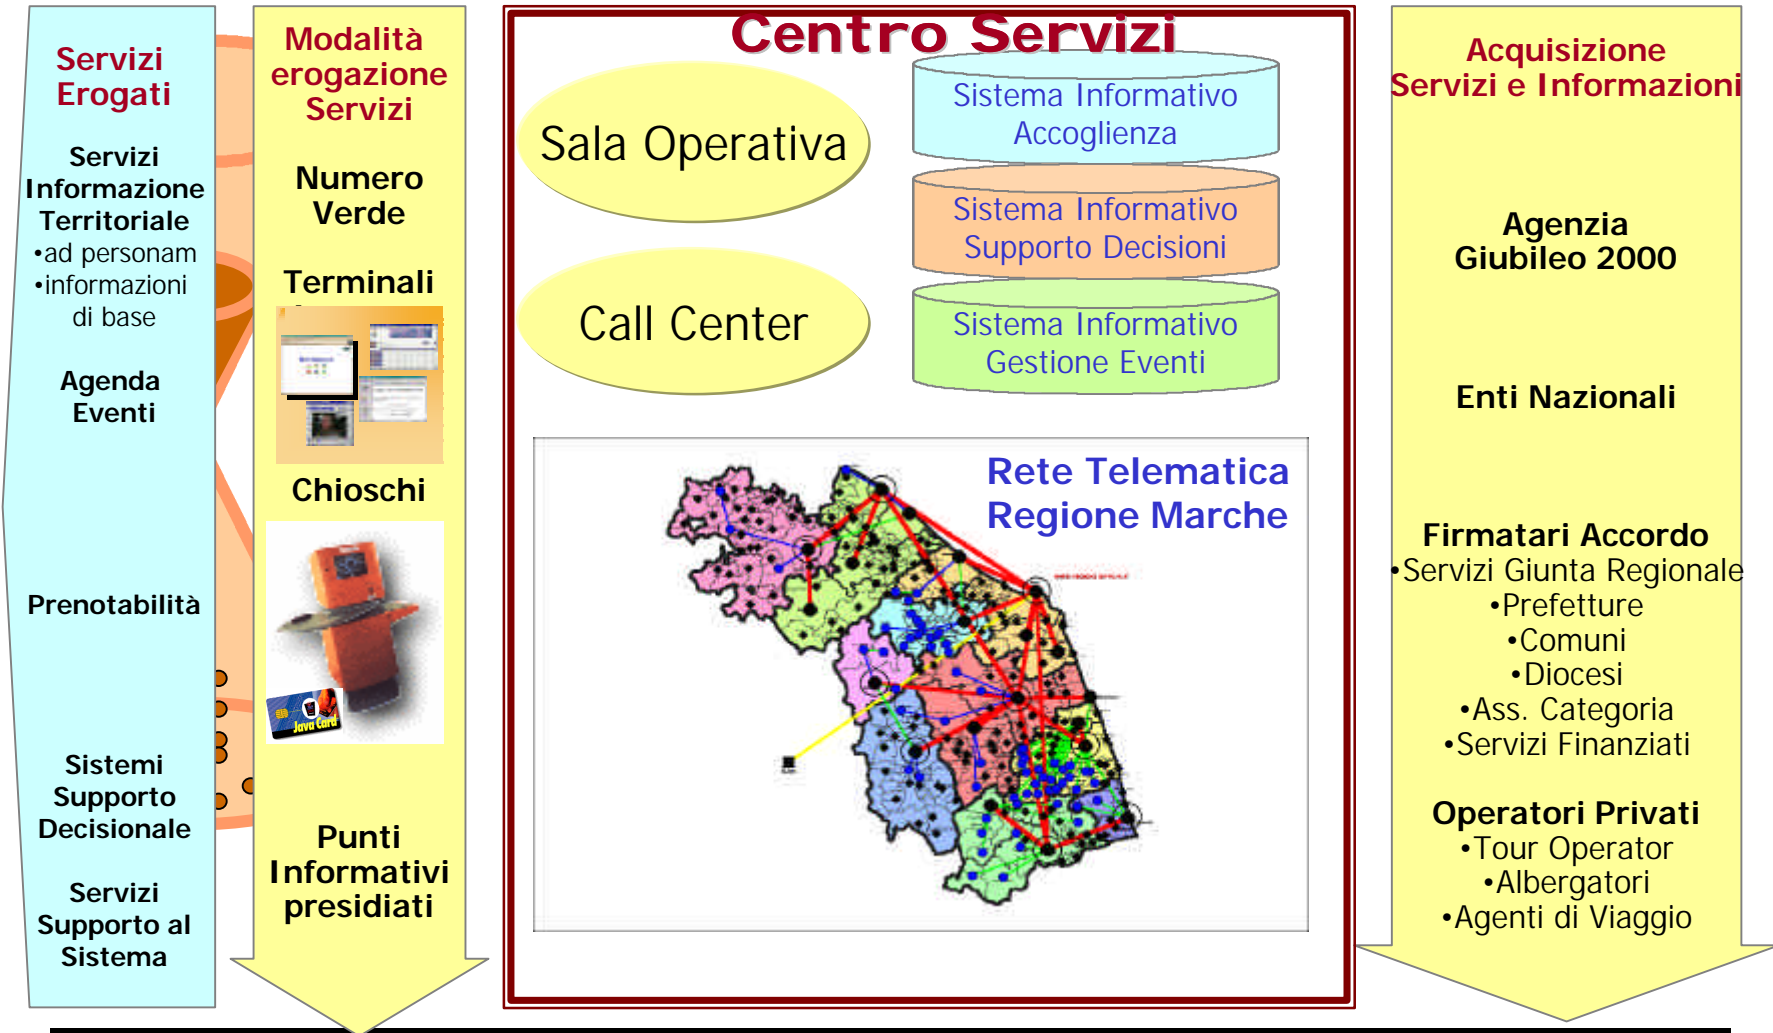 Servizi
Erogati
Servizi
Informazione
Territoriale
•ad personam
•informazioni
di base
Agenda
Eventi
Prenotabilità
Sistemi
Supporto
Decisionale
Servizi
Supporto al
Sistema
Modalità
erogazione
Servizi
Numero
Verde
Terminali
Chioschi
Java Card
Punti
Informativi
presidiati
Centro Servizi
Sala Operativa
Call Center
Sistema Informativo
Accoglienza
Sistema Informativo
Supporto Decisioni
Sistema Informativo
Gestione Eventi
Rete Telematica
Regione Marche
Acquisizione
Servizi e Informazioni
Agenzia
Giubileo 2000
Enti Nazionali
Firmatari Accordo
•Servizi Giunta Regionale
•Prefetture
•Comuni
•Diocesi
•Ass. Categoria
•Servizi Finanziati
Operatori Privati
•Tour Operator
•Albergatori
•Agenti di Viaggio